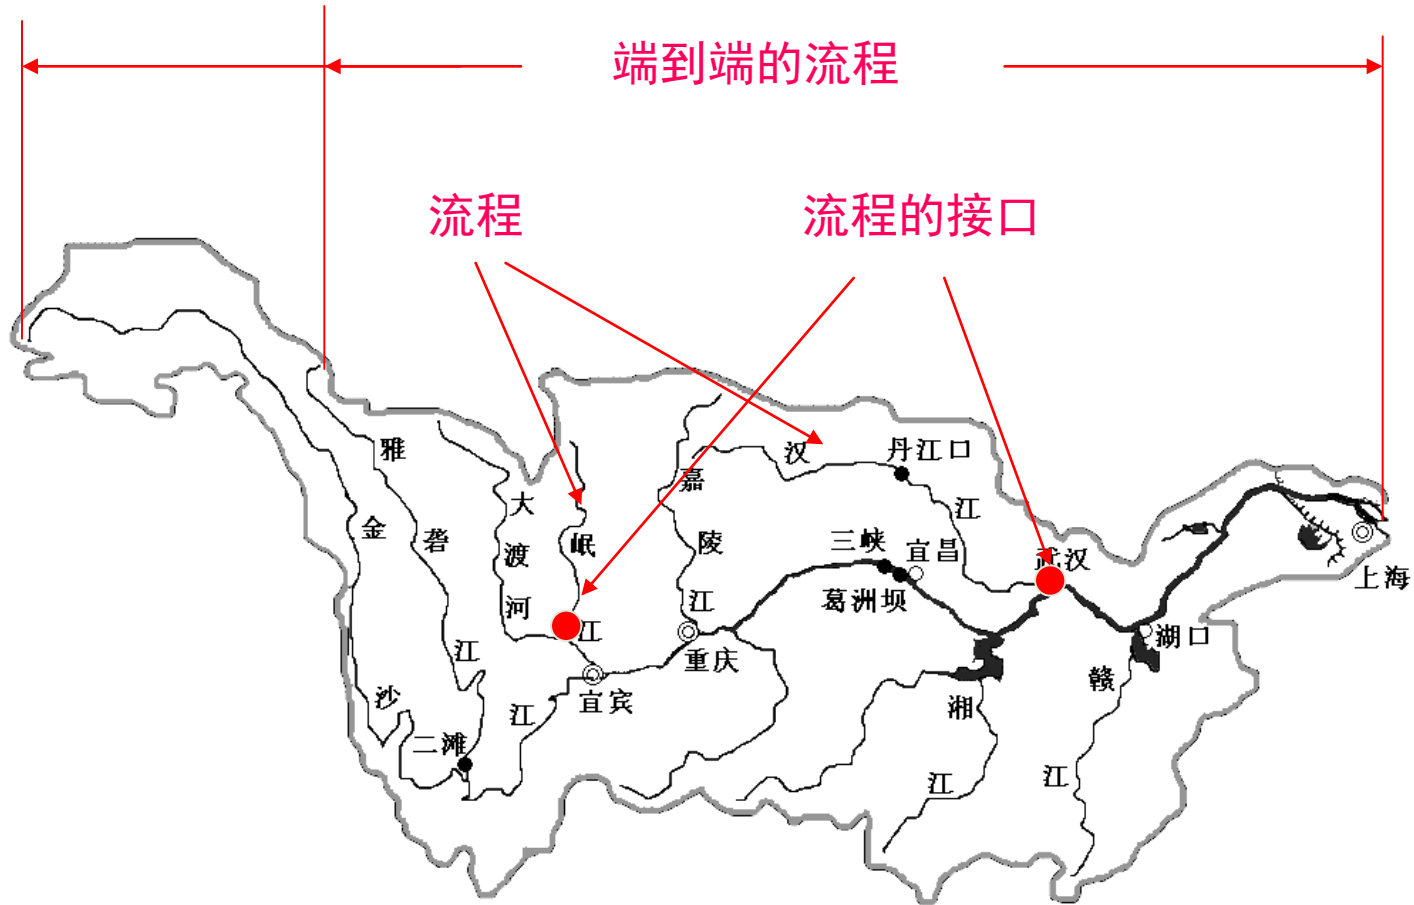 端到端的流程
流程
流程的接口
雅砻江
金沙江
大渡河
岷江
嘉陵江
汉江
丹江口
三峡
宜昌
葛洲坝
武汉
上海
湖口
重庆
宜宾
二滩
湘江
赣江